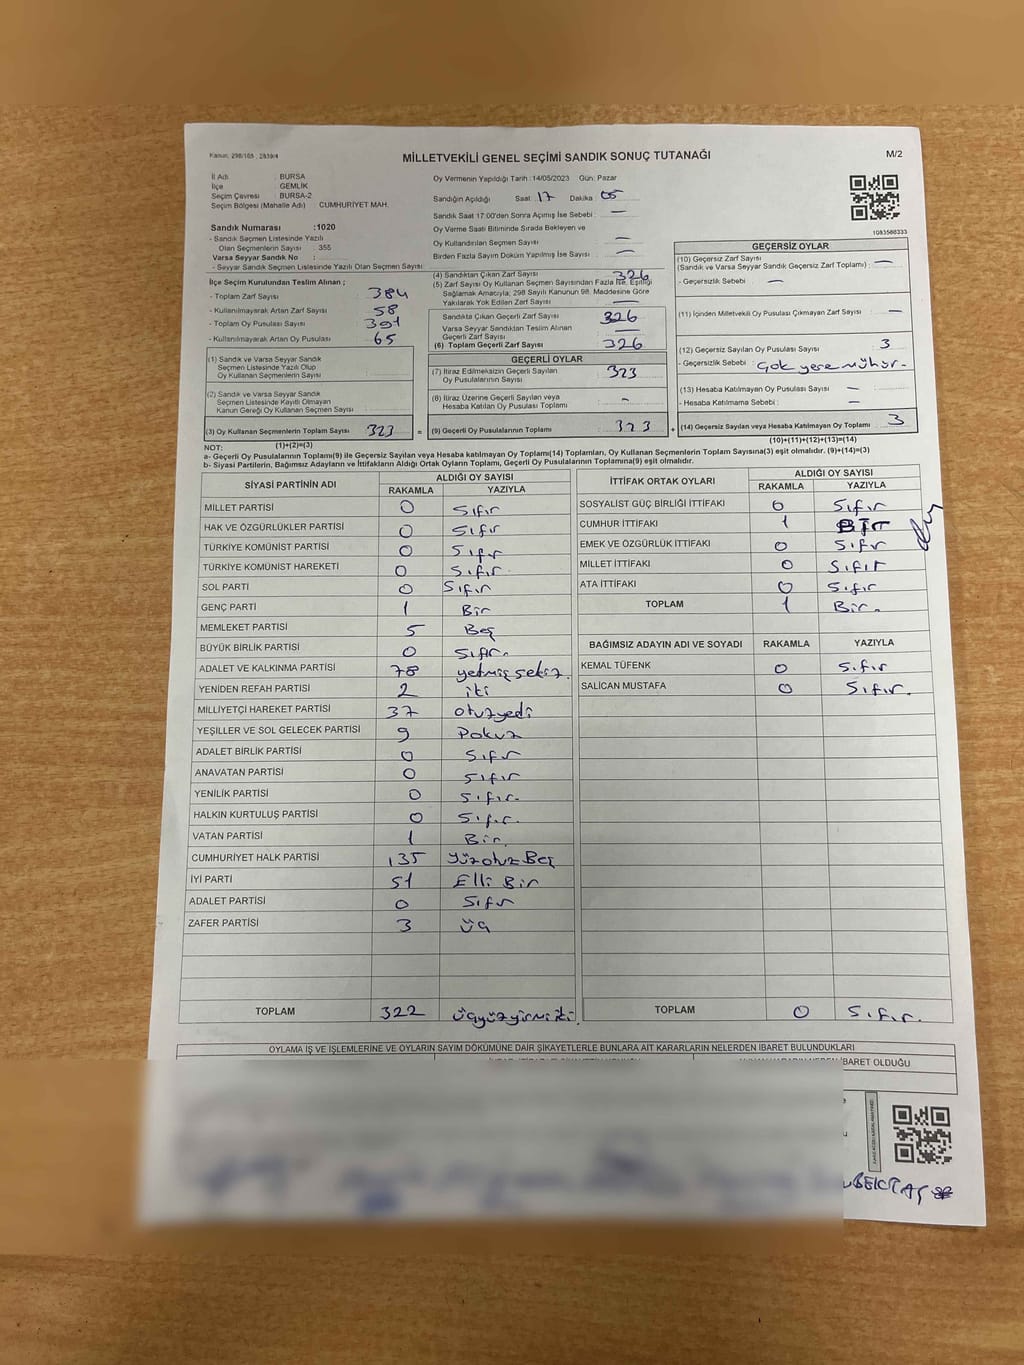 Kanun: 298/105 ; 2839/4
MİLLETVEKİLİ GENEL SEÇİMİ SANDIK SONUÇ TUTANAĞI
M/2
İl Adı : BURSA
İlçe : GEMLİK
Seçim Çevresi : BURSA-2
Seçim Bölgesi (Mahalle Adı) : CUMHURİYET MAH.
Sandık Numarası :1020
- Sandık Seçmen Listesinde Yazılı
Olan Seçmenlerin Sayısı : 355
Varsa Seyyar Sandık No :
- Seyyar Sandık Seçmen Listesinde Yazılı Olan Seçmen Sayısı :
Oy Vermenin Yapıldığı Tarih : 14/05/2023 Gün: Pazar
Sandığın Açıldığı Saat 17 Dakika 05
Sandık Saat 17:00'den Sonra Açılmış İse Sebebi : —
Oy Verme Saati Bitiminde Sırada Bekleyen ve
Oy Kullandırılan Seçmen Sayısı —
Birden Fazla Sayım Döküm Yapılmış İse Sayısı : —
1083588333
İlçe Seçim Kurulundan Teslim Alınan ;
- Toplam Zarf Sayısı 384
- Kullanılmayarak Artan Zarf Sayısı 58
- Toplam Oy Pusulası Sayısı 391
- Kullanılmayarak Artan Oy Pusulası 65
(1) Sandık ve Varsa Seyyar Sandık
Seçmen Listesinde Yazılı Olup
Oy Kullanan Seçmenlerin Sayısı
(2) Sandık ve Varsa Seyyar Sandık
Seçmen Listesinde Kayıtlı Olmayan
Kanun Gereği Oy Kullanan Seçmen Sayısı
(3) Oy Kullanan Seçmenlerin Toplam Sayısı 323 =
(1)+(2)=(3)
(4) Sandıktan Çıkan Zarf Sayısı 326
(5) Zarf Sayısı Oy Kullanan Seçmen Sayısından Fazla İse, Eşitliği
Sağlamak Amacıyla; 298 Sayılı Kanunun 98. Maddesine Göre
Yakılarak Yok Edilen Zarf Sayısı —
Sandıkta Çıkan Geçerli Zarf Sayısı 326
Varsa Seyyar Sandıktan Teslim Alınan
Geçerli Zarf Sayısı —
(6) Toplam Geçerli Zarf Sayısı 326
GEÇERLİ OYLAR
(7) İtiraz Edilmeksizin Geçerli Sayılan
Oy Pusulalarının Sayısı 323
(8) İtiraz Üzerine Geçerli Sayılan veya
Hesaba Katılan Oy Pusulası Toplamı -
(9) Geçerli Oy Pusulalarının Toplamı 323 +
GEÇERSİZ OYLAR
(10) Geçersiz Zarf Sayısı
(Sandık ve Varsa Seyyar Sandık Geçersiz Zarf Toplamı) : —
- Geçersizlik Sebebi : —
(11) İçinden Milletvekili Oy Pusulası Çıkmayan Zarf Sayısı : —
(12) Geçersiz Sayılan Oy Pusulası Sayısı 3
- Geçersizlik Sebebi : Çok yere mühür.
(13) Hesaba Katılmayan Oy Pusulası Sayısı —
- Hesaba Katılmama Sebebi : —
(14) Geçersiz Sayılan veya Hesaba Katılmayan Oy Toplamı 3
(10)+(11)+(12)+(13)=(14)
NOT:
a- Geçerli Oy Pusulalarının Toplamı(9) ile Geçersiz Sayılan veya Hesaba katılmayan Oy Toplamı(14) Toplamları, Oy Kullanan Seçmenlerin Toplam Sayısına(3) eşit olmalıdır. (9)+(14)=(3)
b- Siyasi Partilerin, Bağımsız Adayların ve İttifakların Aldığı Ortak Oyların Toplamı, Geçerli Oy Pusulalarının Toplamına(9) eşit olmalıdır.
SİYASİ PARTİNİN ADI
ALDIĞI OY SAYISI
RAKAMLA YAZIYLA
MİLLET PARTİSİ 0 Sıfır
HAK VE ÖZGÜRLÜKLER PARTİSİ 0 Sıfır
TÜRKİYE KOMÜNİST PARTİSİ 0 Sıfır
TÜRKİYE KOMÜNİST HAREKETİ 0 Sıfır.
SOL PARTİ 0 Sıfır
GENÇ PARTİ 1 Bir
MEMLEKET PARTİSİ 5 Beş
BÜYÜK BİRLİK PARTİSİ 0 Sıfır.
ADALET VE KALKINMA PARTİSİ 78 yetmiş sekiz.
YENİDEN REFAH PARTİSİ 2 iki
MİLLİYETÇİ HAREKET PARTİSİ 37 otuzyedi
YEŞİLLER VE SOL GELECEK PARTİSİ 9 Dokuz
ADALET BİRLİK PARTİSİ 0 Sıfır
ANAVATAN PARTİSİ 0 Sıfır
YENİLİK PARTİSİ 0 Sıfır.
HALKIN KURTULUŞ PARTİSİ 0 Sıfır.
VATAN PARTİSİ 1 Bir
CUMHURİYET HALK PARTİSİ 135 Yüzotuz Beş
İYİ PARTİ 51 Elli Bir
ADALET PARTİSİ 0 Sıfır
ZAFER PARTİSİ 3 üç
TOPLAM 322 üçyüzyirmi iki.
İTTİFAK ORTAK OYLARI
ALDIĞI OY SAYISI
RAKAMLA YAZIYLA
SOSYALİST GÜÇ BİRLİĞİ İTTİFAKI 0 Sıfır
CUMHUR İTTİFAKI 1 BİR
EMEK VE ÖZGÜRLÜK İTTİFAKI 0 Sıfır
MİLLET İTTİFAKI 0 Sıfır
ATA İTTİFAKI 0 Sıfır
TOPLAM 1 Bir.
BAĞIMSIZ ADAYIN ADI VE SOYADI RAKAMLA YAZIYLA
KEMAL TÜFENK 0 Sıfır
SALİCAN MUSTAFA 0 Sıfır.
TOPLAM 0 Sıfır.
OYLAMA İŞ VE İŞLEMLERİNE VE OYLARIN SAYIM DÖKÜMÜNE DAİR ŞİKAYETLERLE BUNLARA AİT KARARLARIN NELERDEN İBARET BULUNDUKLARI
İBARET OLDUĞU
BEKTAŞ